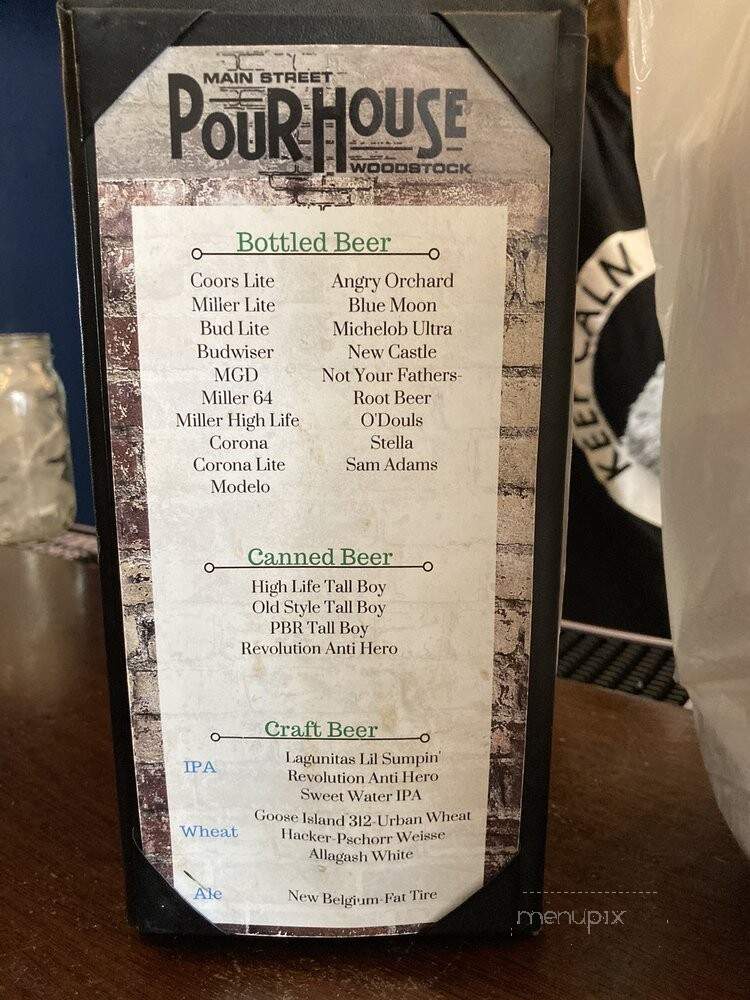 MAIN STREET
POUR HOUSE
WOODSTOCK
Bottled Beer
Coors Lite
Miller Lite
Bud Lite
Budwiser
MGD
Miller 64
Miller High Life
Corona
Corona Lite
Modelo
Angry Orchard
Blue Moon
Michelob Ultra
New Castle
Not Your Fathers-
Root Beer
O'Douls
Stella
Sam Adams
Canned Beer
High Life Tall Boy
Old Style Tall Boy
PBR Tall Boy
Revolution Anti Hero
Craft Beer
IPA
Lagunitas Lil Sumpin'
Revolution Anti Hero
Sweet Water IPA
Wheat
Goose Island 312-Urban Wheat
Hacker-Pschorr Weisse
Allagash White
Ale
New Belgium-Fat Tire
KEEP CALM
menupix